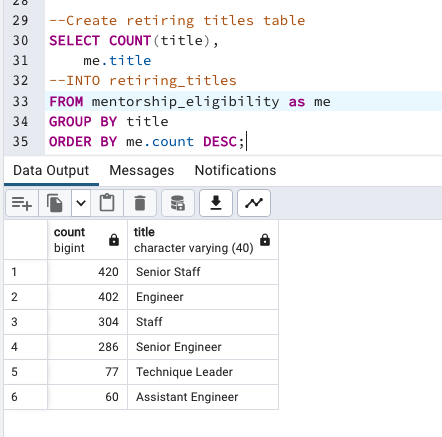 28
29 --Create retiring titles table
30 SELECT COUNT(title),
31 me.title
32 --INTO retiring_titles
33 FROM mentorship_eligibility as me
34 GROUP BY title
35 ORDER BY me.count DESC;
Data Output Messages Notifications
count title
bigint character varying (40)
1 420 Senior Staff
2 402 Engineer
3 304 Staff
4 286 Senior Engineer
5 77 Technique Leader
6 60 Assistant Engineer